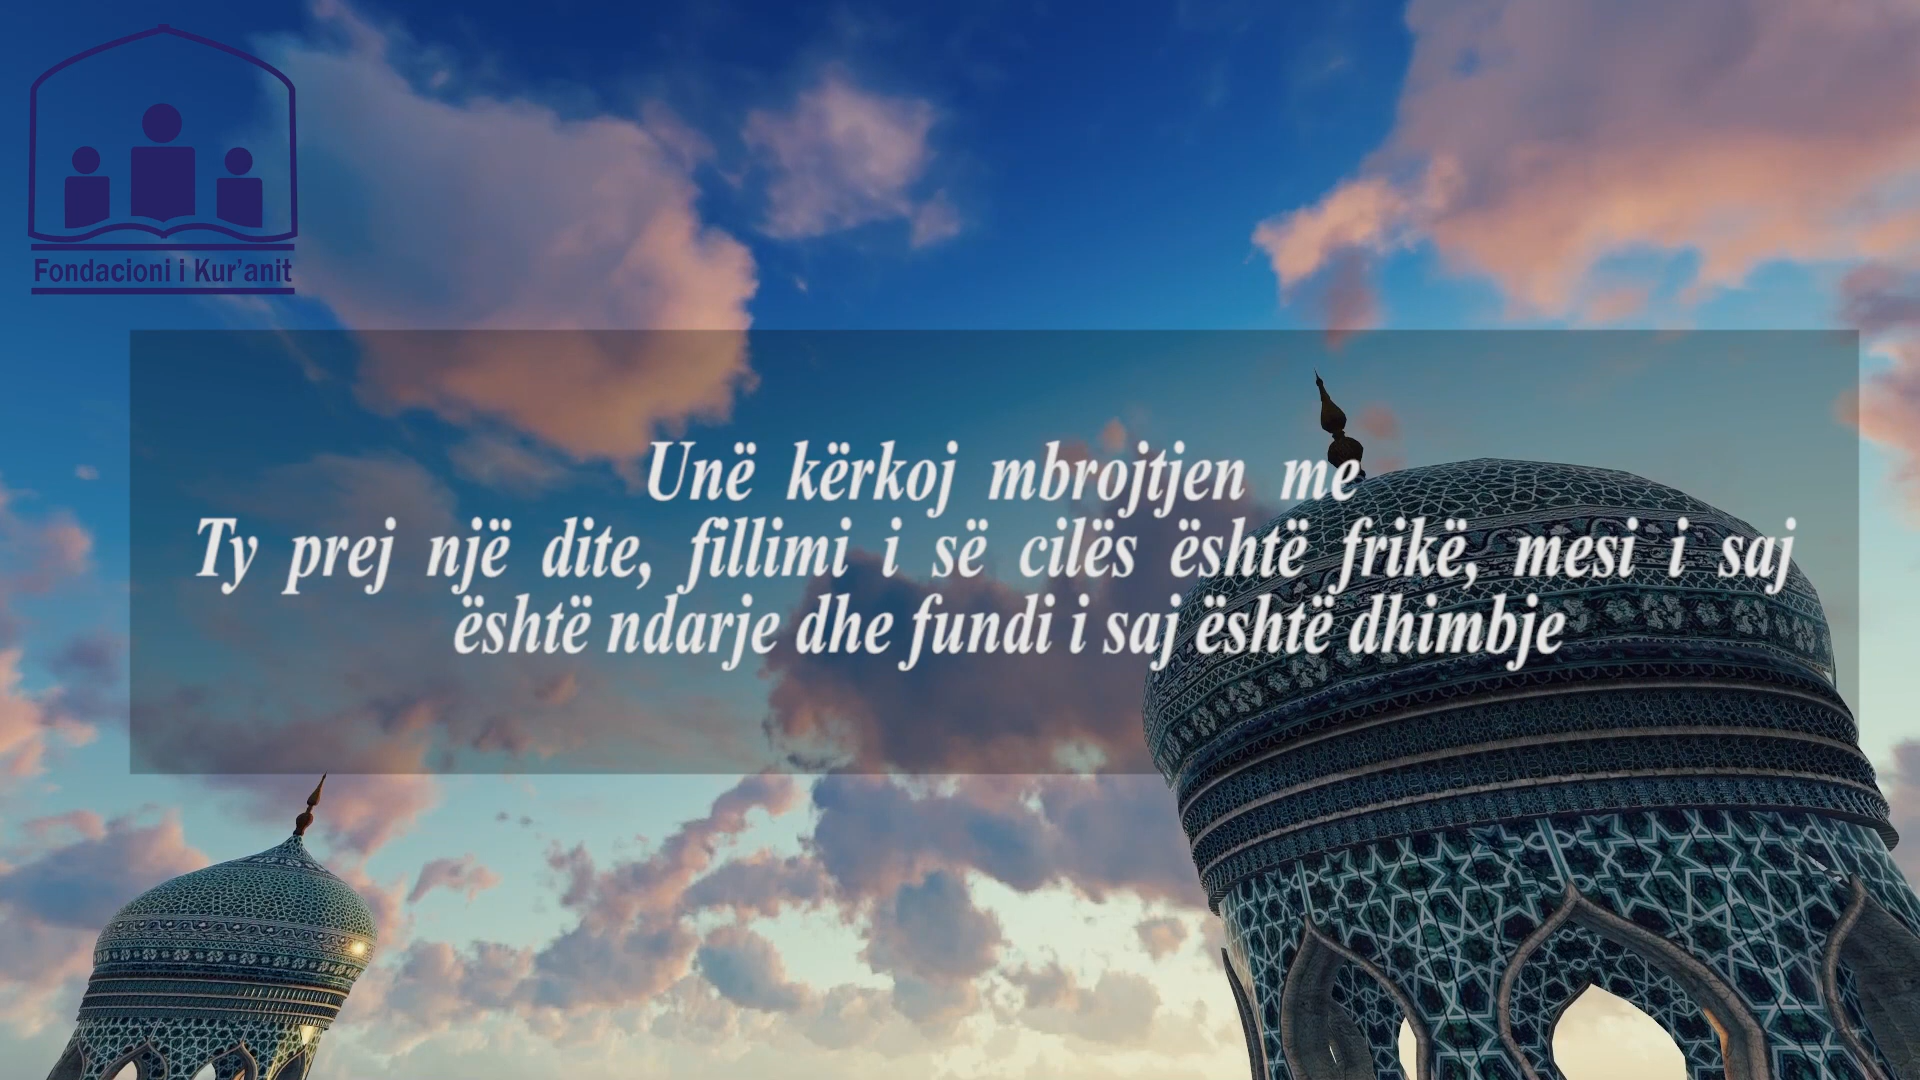 Fondacioni i Kur'anit
Unë kërkoj mbrojtjen me
Ty prej një dite, fillimi i së cilës është frikë, mesi i saj
është ndarje dhe fundi i saj është dhimbje